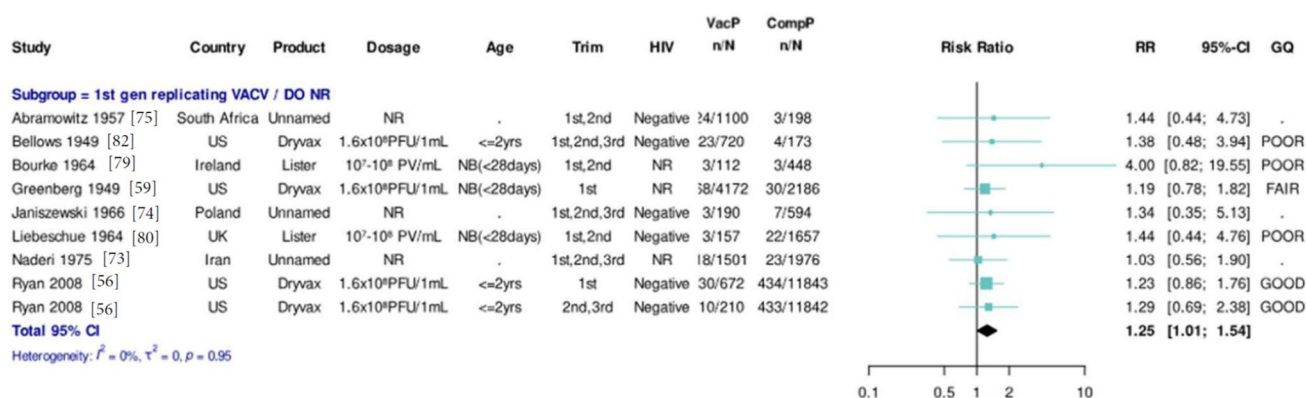 VacP CompP
Study Country Product Dosage Age Trim HIV n/N n/N Risk Ratio RR 95%-CI GQ
Subgroup = 1st gen replicating VACV / DO NR
Abramowitz 1957 [75] South Africa Unnamed NR . 1st,2nd Negative 24/1100 3/198 1.44 [0.44; 4.73] .
Bellows 1949 [82] US Dryvax 1.6x10⁸PFU/1mL <=2yrs 1st,2nd,3rd Negative 23/720 4/173 1.38 [0.48; 3.94] POOR
Bourke 1964 [79] Ireland Lister 10⁷-10⁸ PV/mL NB(<28days) 1st,2nd NR 3/112 3/448 4.00 [0.82; 19.55] POOR
Greenberg 1949 [59] US Dryvax 1.6x10⁸PFU/1mL NB(<28days) 1st NR 8/4172 30/2186 1.19 [0.78; 1.82] FAIR
Janiszewski 1966 [74] Poland Unnamed NR . 1st,2nd,3rd Negative 3/190 7/594 1.34 [0.35; 5.13] .
Liebeschue 1964 [80] UK Lister 10⁷-10⁸ PV/mL NB(<28days) 1st,2nd Negative 3/157 22/1657 1.44 [0.44; 4.76] POOR
Naderi 1975 [73] Iran Unnamed NR . 1st,2nd,3rd NR 8/1501 23/1976 1.03 [0.56; 1.90] .
Ryan 2008 [56] US Dryvax 1.6x10⁸PFU/1mL <=2yrs 1st Negative 30/672 434/11843 1.23 [0.86; 1.76] GOOD
Ryan 2008 [56] US Dryvax 1.6x10⁸PFU/1mL <=2yrs 2nd,3rd Negative 10/210 433/11842 1.29 [0.69; 2.38] GOOD
Total 95% CI 1.25 [1.01; 1.54]
Heterogeneity: I² = 0%, τ² = 0, p = 0.95
0.1 0.5 1 2 10